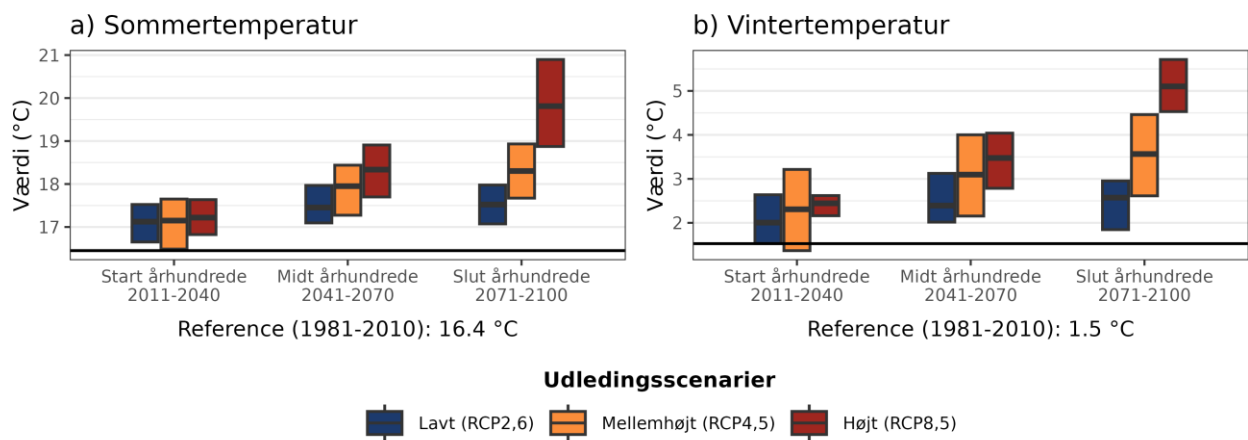 a) Sommertemperatur
Værdi (°C)
21
20
19
18
17
Start århundrede
2011-2040
Midt århundrede
2041-2070
Slut århundrede
2071-2100
Reference (1981-2010): 16.4 °C
b) Vintertemperatur
Værdi (°C)
5
4
3
2
Start århundrede
2011-2040
Midt århundrede
2041-2070
Slut århundrede
2071-2100
Reference (1981-2010): 1.5 °C
Udledingsscenarier
Lavt (RCP2,6)
Mellemhøjt (RCP4,5)
Højt (RCP8,5)